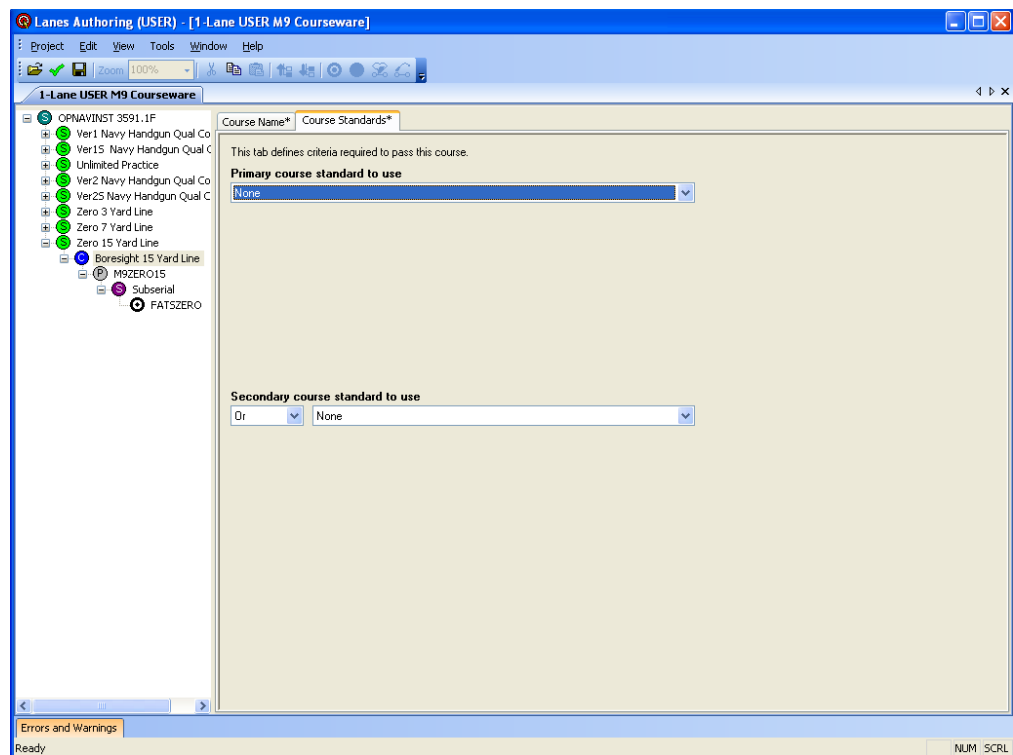 Lanes Authoring (USER) - [1-Lane USER M9 Courseware]
Project Edit View Tools Window Help
Zoom 100%
1-Lane USER M9 Courseware
S OPNAVINST 3591.1F
S Ver1 Navy Handgun Qual Co
S Ver1S Navy Handgun Qual C
S Unlimited Practice
S Ver2 Navy Handgun Qual Co
S Ver2S Navy Handgun Qual C
S Zero 3 Yard Line
S Zero 7 Yard Line
S Zero 15 Yard Line
C Boresight 15 Yard Line
P M9ZERO15
S Subserial
FATSZERO
Course Name* Course Standards*
This tab defines criteria required to pass this course.
Primary course standard to use
None
Secondary course standard to use
Or None
Errors and Warnings
Ready NUM SCRL